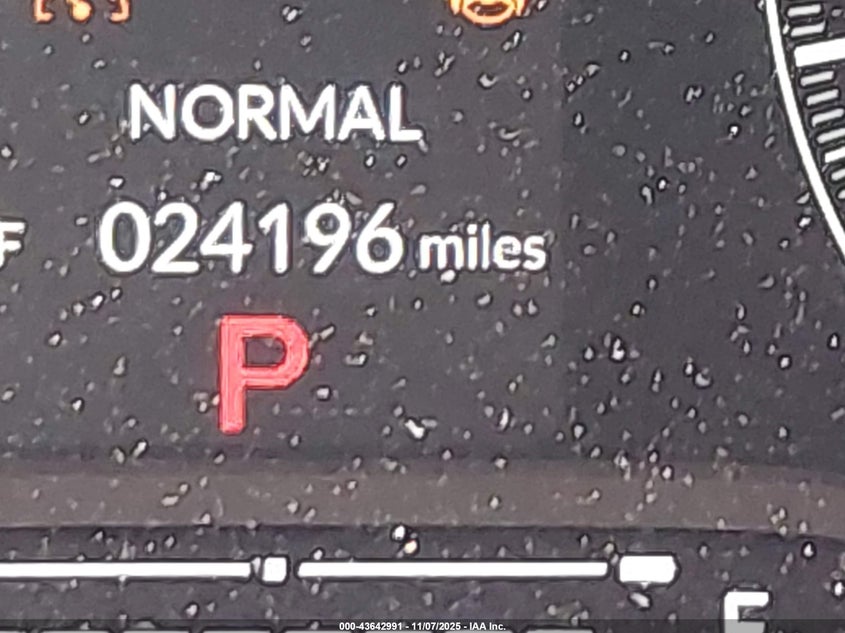 NORMAL
F
024196 miles
P
F
000-43642991 - 11/07/2025 - IAA Inc.